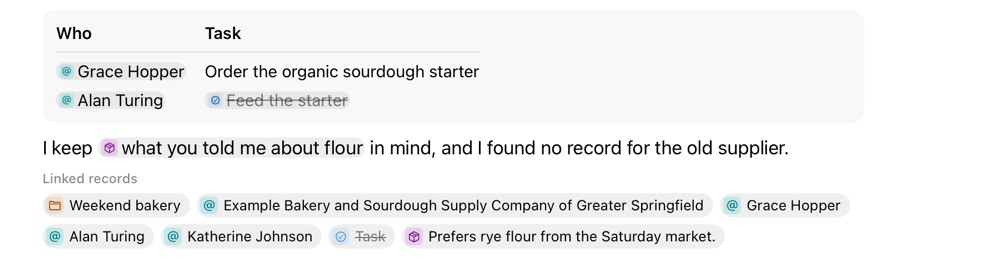 Who Task
@ Grace Hopper Order the organic sourdough starter
@ Alan Turing Feed the starter
I keep what you told me about flour in mind, and I found no record for the old supplier.
Linked records
Weekend bakery @ Example Bakery and Sourdough Supply Company of Greater Springfield @ Grace Hopper
@ Alan Turing @ Katherine Johnson Task Prefers rye flour from the Saturday market.